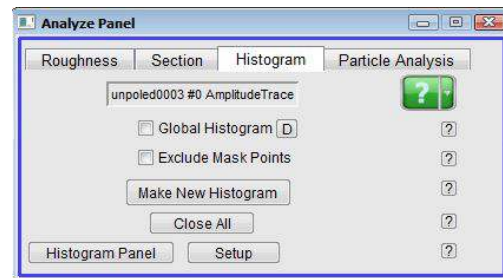 Analyze Panel
Roughness Section Histogram Particle Analysis
unpoled0003 #0 AmplitudeTrace ?
Global Histogram D ?
Exclude Mask Points ?
Make New Histogram ?
Close All ?
Histogram Panel Setup ?